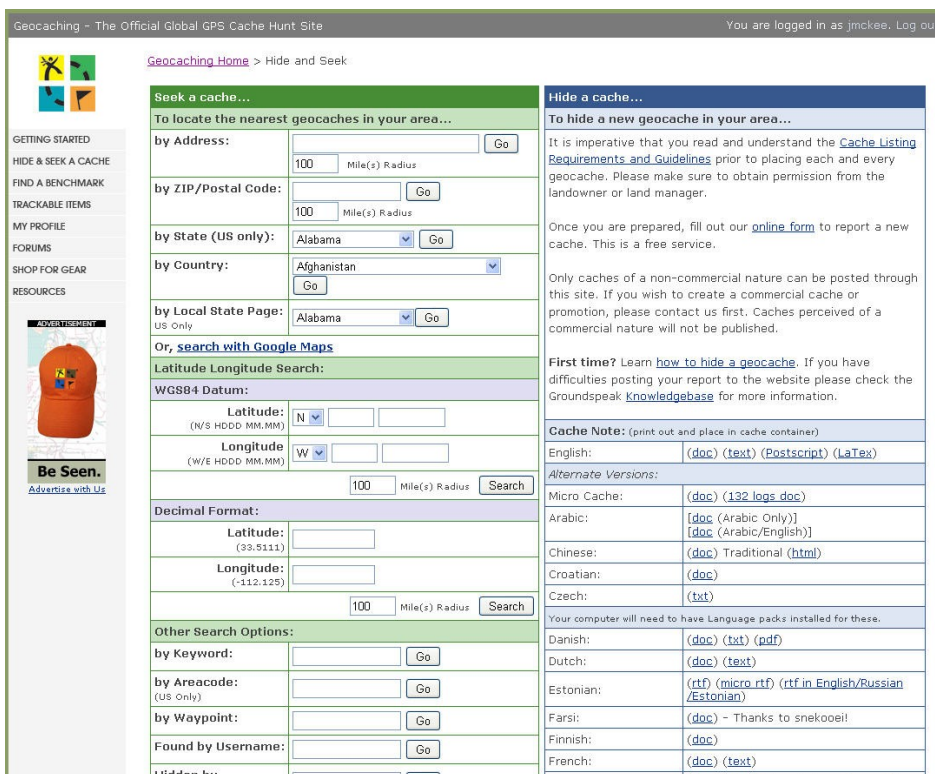 Geocaching - The Official Global GPS Cache Hunt Site
You are logged in as jmckee. Log ou
Geocaching Home > Hide and Seek
GETTING STARTED
HIDE & SEEK A CACHE
FIND A BENCHMARK
TRACKABLE ITEMS
MY PROFILE
FORUMS
SHOP FOR GEAR
RESOURCES
ADVERTISEMENT
Be Seen.
Advertise with Us
Seek a cache...
To locate the nearest geocaches in your area...
by Address:
Go
100 Mile(s) Radius
by ZIP/Postal Code:
Go
100 Mile(s) Radius
by State (US only): Alabama Go
by Country: Afghanistan
Go
by Local State Page: Alabama Go
US Only
Or, search with Google Maps
Latitude Longitude Search:
WGS84 Datum:
Latitude: N
(N/S HDDD MM.MM)
Longitude W
(W/E HDDD MM.MM)
100 Mile(s) Radius Search
Decimal Format:
Latitude:
(33.5111)
Longitude:
(-112.125)
100 Mile(s) Radius Search
Other Search Options:
by Keyword: Go
by Areacode: Go
(US Only)
by Waypoint: Go
Found by Username: Go
Hidden by
Hide a cache...
To hide a new geocache in your area...
It is imperative that you read and understand the Cache Listing
Requirements and Guidelines prior to placing each and every
geocache. Please make sure to obtain permission from the
landowner or land manager.
Once you are prepared, fill out our online form to report a new
cache. This is a free service.
Only caches of a non-commercial nature can be posted through
this site. If you wish to create a commercial cache or
promotion, please contact us first. Caches perceived of a
commercial nature will not be published.
First time? Learn how to hide a geocache. If you have
difficulties posting your report to the website please check the
Groundspeak Knowledgebase for more information.
Cache Note: (print out and place in cache container)
English: (doc) (text) (Postscript) (LaTex)
Alternate Versions:
Micro Cache: (doc) (132 logs doc)
Arabic: [doc (Arabic Only)]
[doc (Arabic/English)]
Chinese: (doc) Traditional (html)
Croatian: (doc)
Czech: (txt)
Your computer will need to have Language packs installed for these.
Danish: (doc) (txt) (pdf)
Dutch: (doc) (text)
Estonian: (rtf) (micro rtf) (rtf in English/Russian
/Estonian)
Farsi: (doc) - Thanks to snekooei!
Finnish: (doc)
French: (doc) (text)